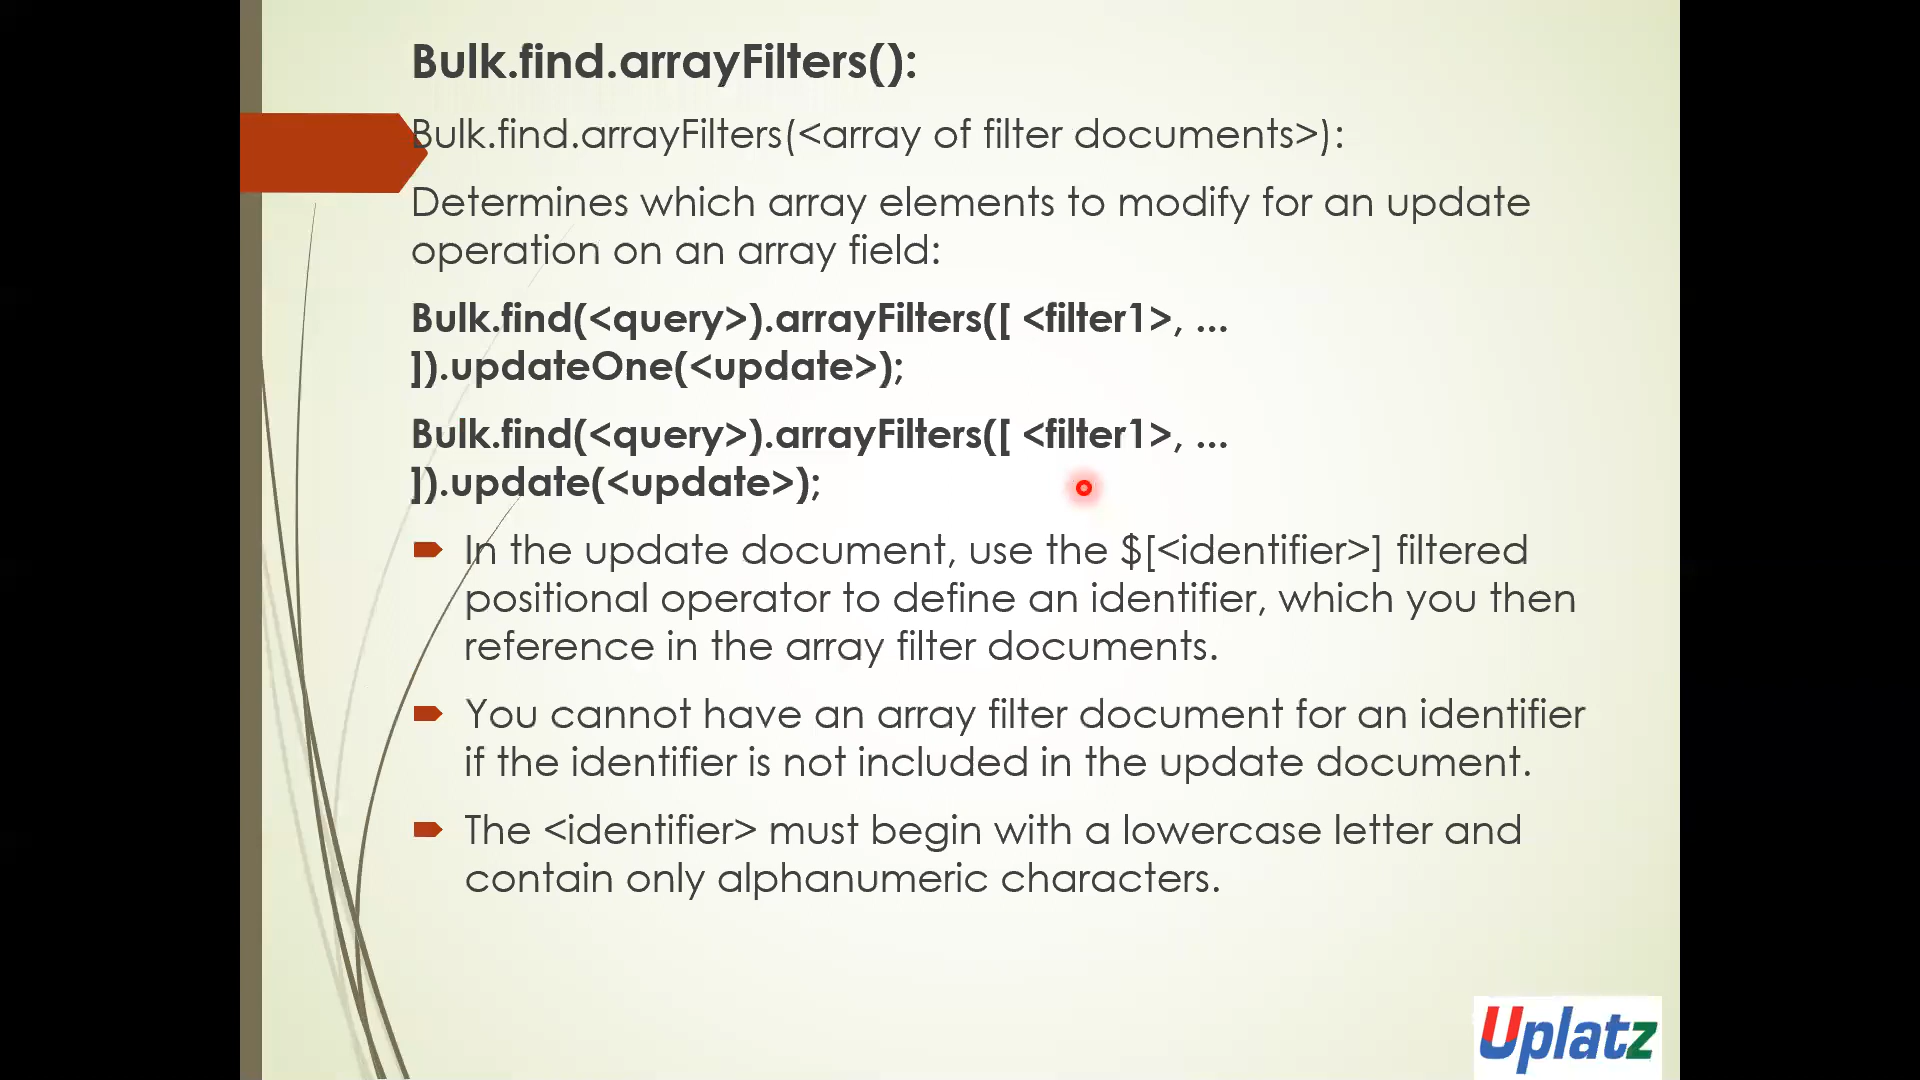 Bulk.find.arrayFilters():
Bulk.find.arrayFilters(<array of filter documents>):
Determines which array elements to modify for an update
operation on an array field:
Bulk.find(<query>).arrayFilters([ <filter1>, ...
]).updateOne(<update>);
Bulk.find(<query>).arrayFilters([ <filter1>, ...
]).update(<update>);
In the update document, use the $[<identifier>] filtered
positional operator to define an identifier, which you then
reference in the array filter documents.
You cannot have an array filter document for an identifier
if the identifier is not included in the update document.
The <identifier> must begin with a lowercase letter and
contain only alphanumeric characters.
Uplatz